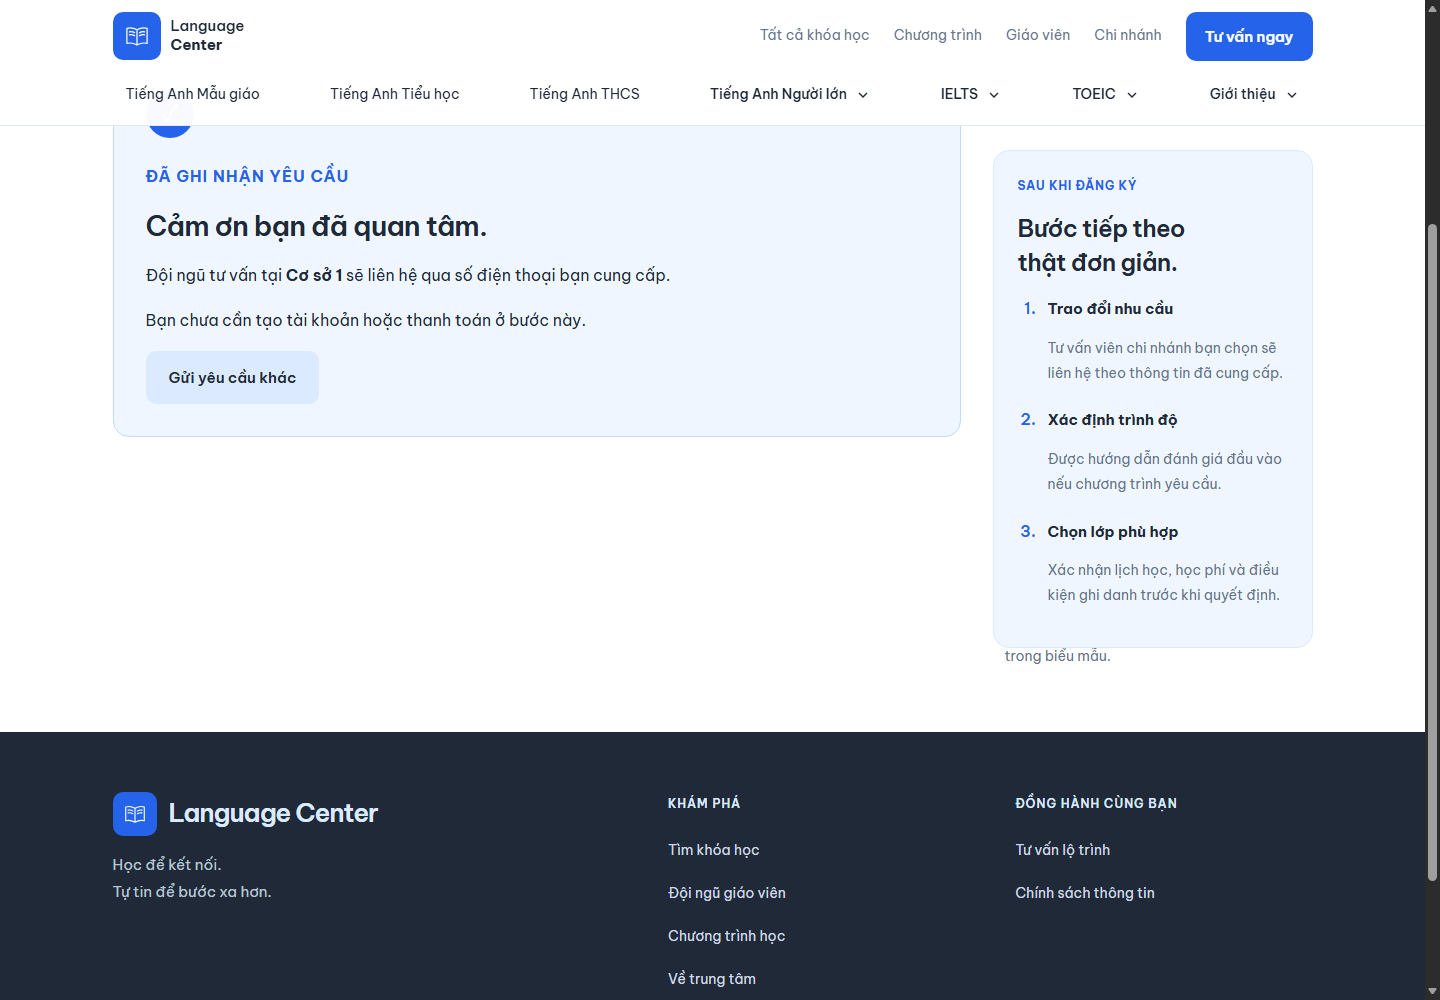 Language
Center
Tất cả khóa học
Chương trình
Giáo viên
Chi nhánh
Tư vấn ngay
Tiếng Anh Mẫu giáo
Tiếng Anh Tiểu học
Tiếng Anh THCS
Tiếng Anh Người lớn
IELTS
TOEIC
Giới thiệu
ĐÃ GHI NHẬN YÊU CẦU
Cảm ơn bạn đã quan tâm.
Đội ngũ tư vấn tại Cơ sở 1 sẽ liên hệ qua số điện thoại bạn cung cấp.
Bạn chưa cần tạo tài khoản hoặc thanh toán ở bước này.
Gửi yêu cầu khác
SAU KHI ĐĂNG KÝ
Bước tiếp theo
thật đơn giản.
1. Trao đổi nhu cầu
Tư vấn viên chi nhánh bạn chọn sẽ
liên hệ theo thông tin đã cung cấp.
2. Xác định trình độ
Được hướng dẫn đánh giá đầu vào
nếu chương trình yêu cầu.
3. Chọn lớp phù hợp
Xác nhận lịch học, học phí và điều
kiện ghi danh trước khi quyết định.
trong biểu mẫu.
Language Center
Học để kết nối.
Tự tin để bước xa hơn.
KHÁM PHÁ
Tìm khóa học
Đội ngũ giáo viên
Chương trình học
Về trung tâm
ĐỒNG HÀNH CÙNG BẠN
Tư vấn lộ trình
Chính sách thông tin